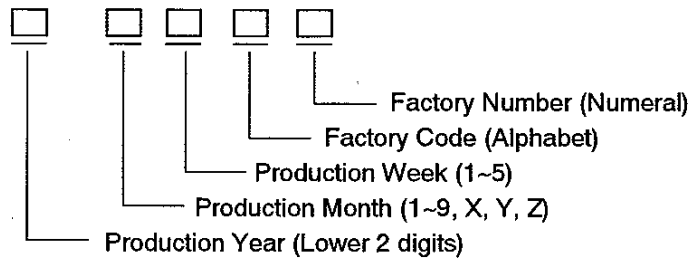 Factory Number (Numeral)
Factory Code (Alphabet)
Production Week (1~5)
Production Month (1~9, X, Y, Z)
Production Year (Lower 2 digits)